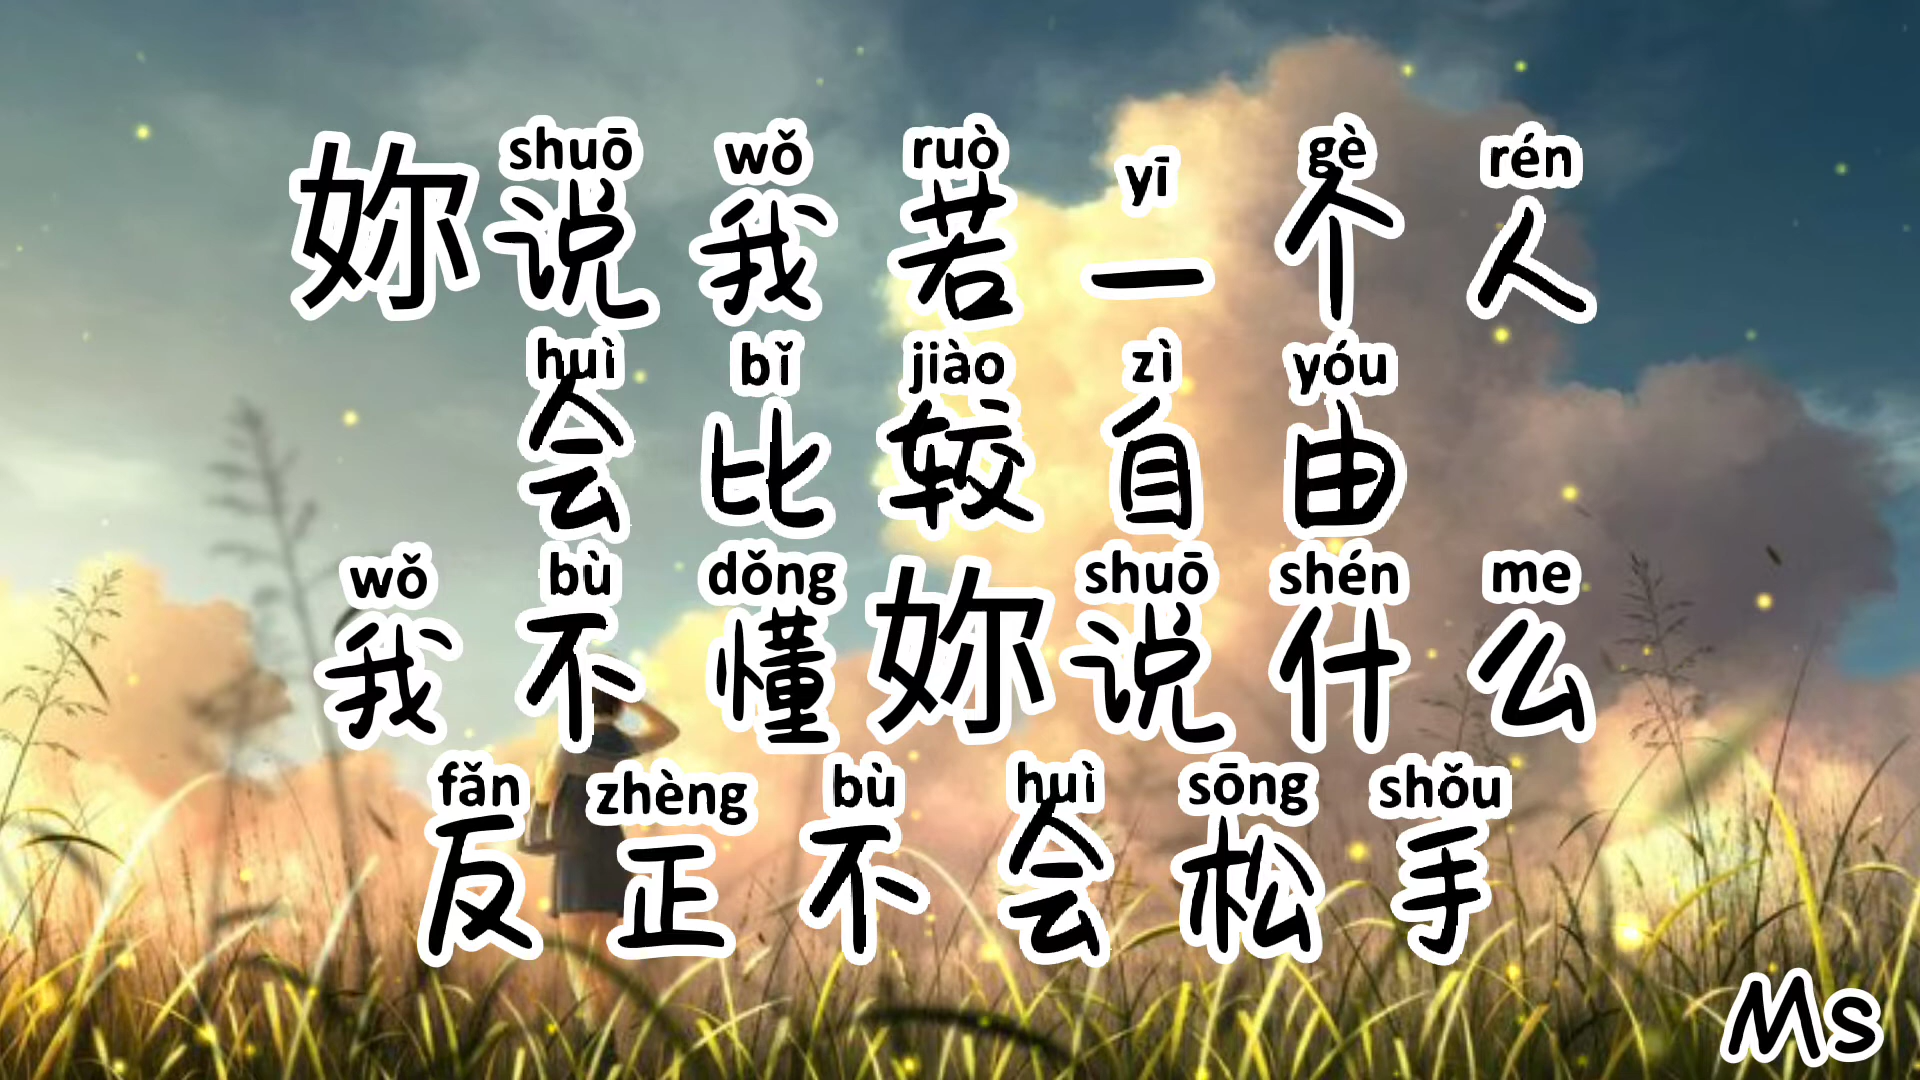 shuō wǒ ruò yī gè rén
妳说我若一个人
huì bǐ jiào zì yóu
会比较自由
wǒ bù dǒng shuō shén me
我不懂妳说什么
fǎn zhèng bù huì sōng shǒu
反正不会松手
Ms